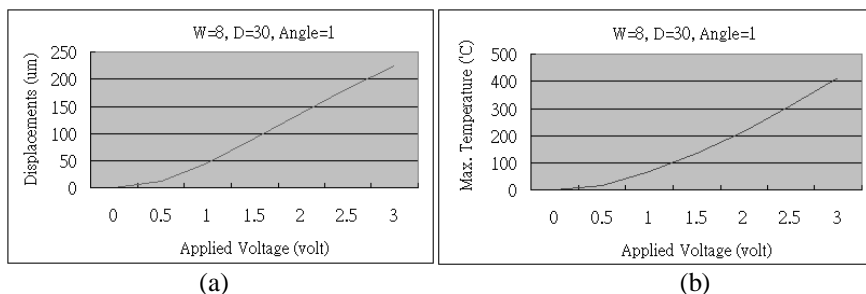 W=8, D=30, Angle=1
Displacements (um)
250
200
150
100
50
0
0 0.5 1 1.5 2 2.5 3
Applied Voltage (volt)
(a)
W=8, D=30, Angle=1
Max. Temperature ('C)
500
400
300
200
100
0
0 0.5 1 1.5 2 2.5 3
Applied Voltage (volt)
(b)